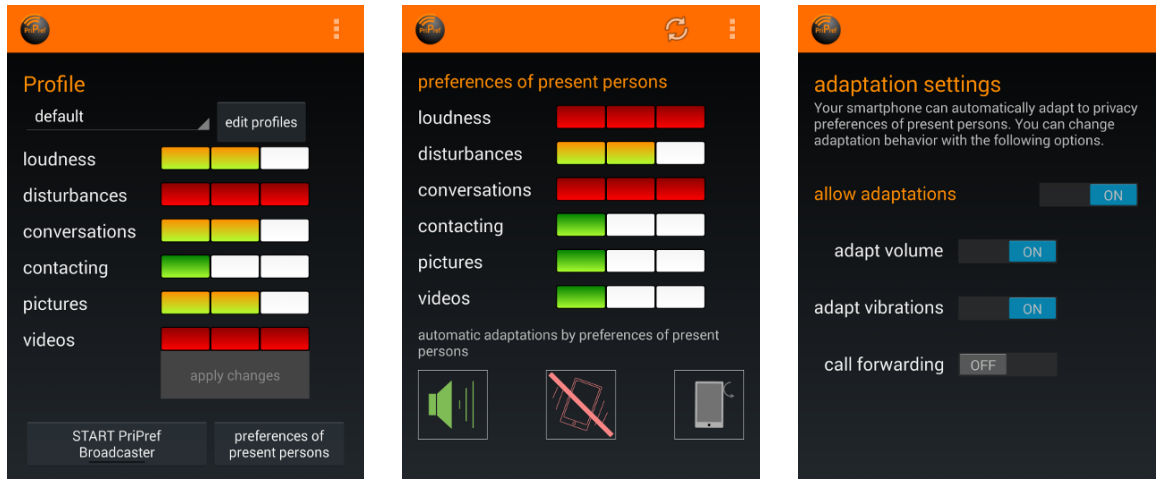 PriPref
Profile
default
edit profiles
loudness
disturbances
conversations
contacting
pictures
videos
apply changes
START PriPref
Broadcaster
preferences of
present persons
PriPref
preferences of present persons
loudness
disturbances
conversations
contacting
pictures
videos
automatic adaptations by preferences of present
persons
PriPref
adaptation settings
Your smartphone can automatically adapt to privacy
preferences of present persons. You can change
adaptation behavior with the following options.
allow adaptations ON
adapt volume ON
adapt vibrations ON
call forwarding OFF